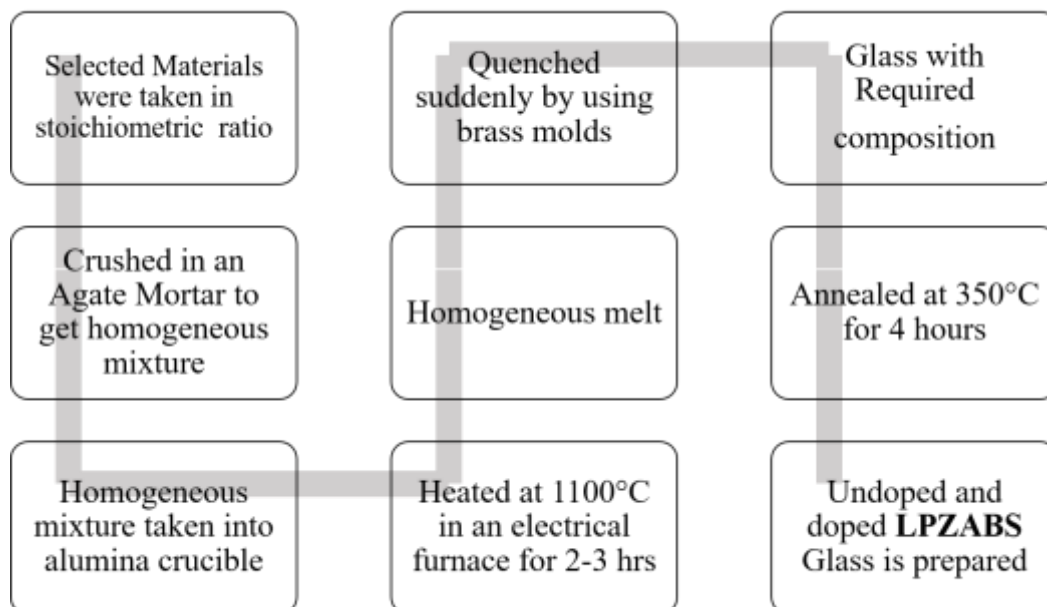 Selected Materials
were taken in
stoichiometric ratio
Crushed in an
Agate Mortar to
get homogeneous
mixture
Homogeneous
mixture taken into
alumina crucible
Heated at 1100°C
in an electrical
furnace for 2-3 hrs
Homogeneous melt
Quenched
suddenly by using
brass molds
Glass with
Required
composition
Annealed at 350°C
for 4 hours
Undoped and
doped LPZABS
Glass is prepared